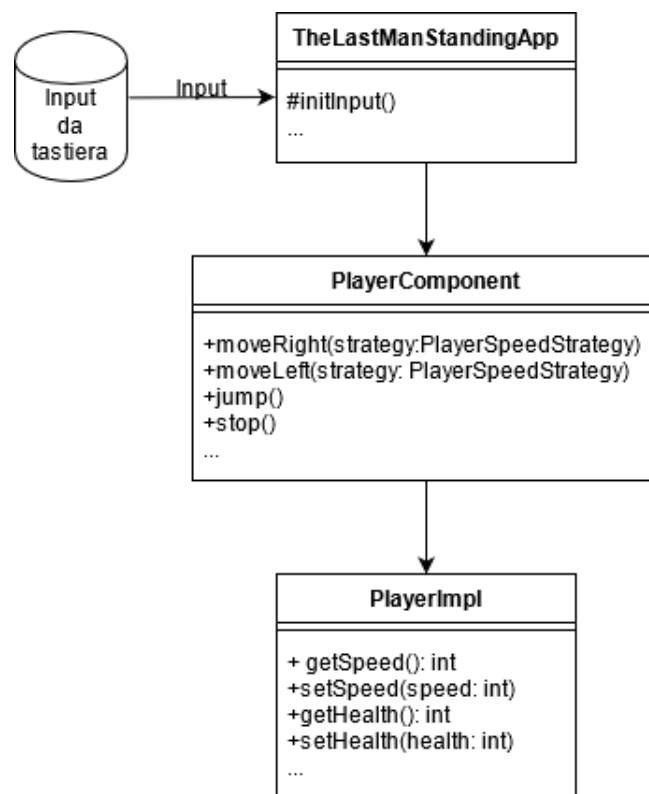 TheLastManStandingApp
Input
Input
da
tastiera
#initInput()
...
PlayerComponent
+moveRight(strategy:PlayerSpeedStrategy)
+moveLeft(strategy: PlayerSpeedStrategy)
+jump()
+stop()
...
PlayerImpl
+ getSpeed(): int
+setSpeed(speed: int)
+getHealth(): int
+setHealth(health: int)
...